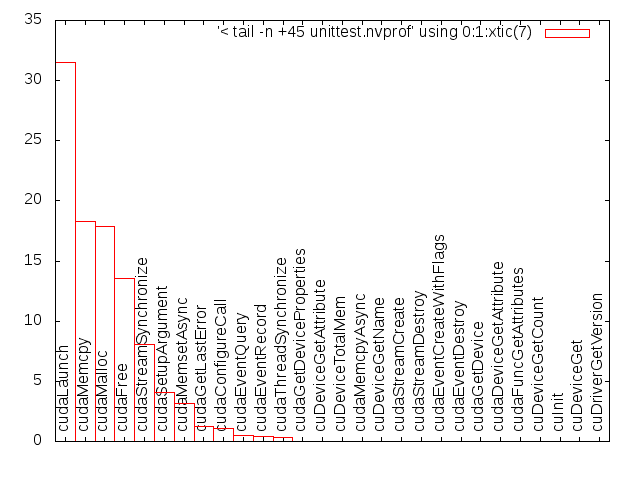 '< tail -n +45 unittest.nvprof' using 0:1:xtic(7)
35
30
25
20
15
10
5
0
cudaLaunch
cudaMemcpy
cudaMalloc
cudaFree
cudaStreamSynchronize
cudaSetupArgument
cudaMemsetAsync
cudaGetLastError
cudaConfigureCall
cudaEventQuery
cudaEventRecord
cudaThreadSynchronize
cudaGetDeviceProperties
cuDeviceGetAttribute
cuDeviceTotalMem
cudaMemcpyAsync
cuDeviceGetName
cudaStreamCreate
cudaStreamDestroy
cudaEventCreateWithFlags
cudaEventDestroy
cudaGetDevice
cudaDeviceGetAttribute
cudaFuncGetAttributes
cuDeviceGetCount
cuInit
cuDeviceGet
cuDriverGetVersion